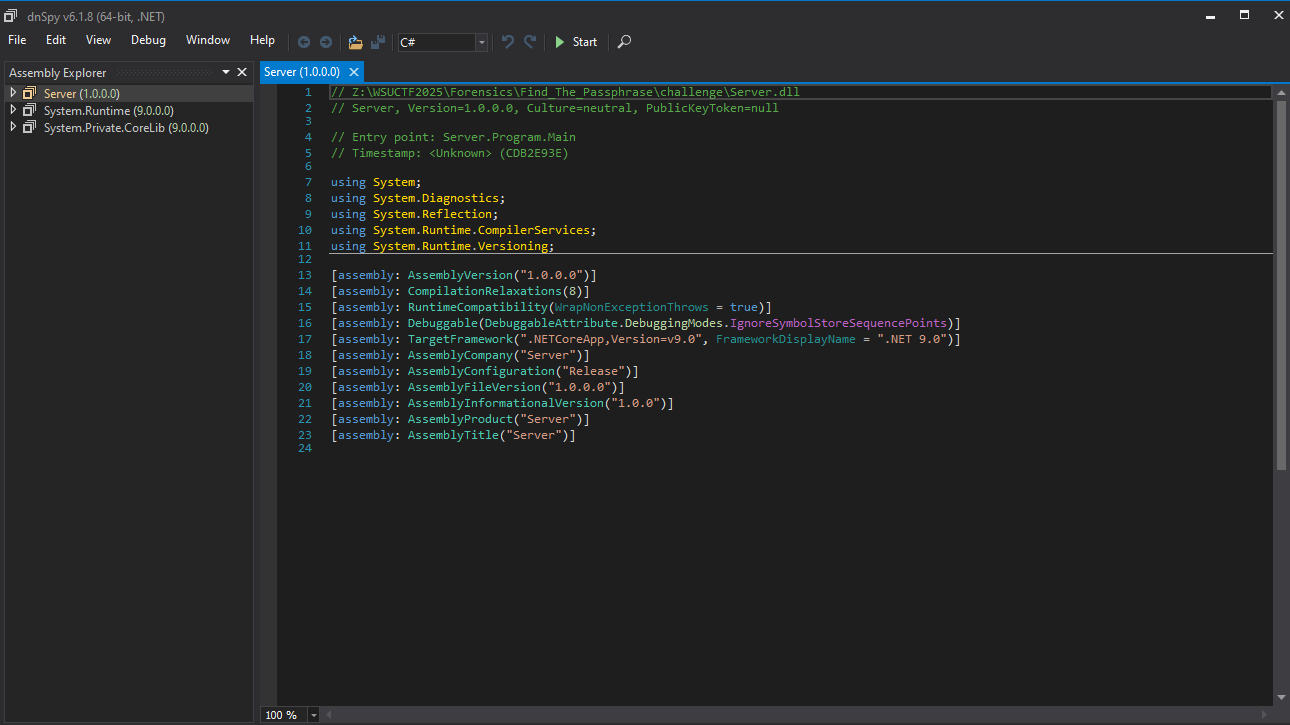 dnSpy v6.1.8 (64-bit, .NET)
File Edit View Debug Window Help C# Start
Assembly Explorer
Server (1.0.0.0)
System.Runtime (9.0.0.0)
System.Private.CoreLib (9.0.0.0)
Server (1.0.0.0)
1 // Z:\WSUCTF2025\Forensics\Find_The_Passphrase\challenge\Server.dll
2 // Server, Version=1.0.0.0, Culture=neutral, PublicKeyToken=null
3
4 // Entry point: Server.Program.Main
5 // Timestamp: <Unknown> (CDB2E93E)
6
7 using System;
8 using System.Diagnostics;
9 using System.Reflection;
10 using System.Runtime.CompilerServices;
11 using System.Runtime.Versioning;
12
13 [assembly: AssemblyVersion("1.0.0.0")]
14 [assembly: CompilationRelaxations(8)]
15 [assembly: RuntimeCompatibility(WrapNonExceptionThrows = true)]
16 [assembly: Debuggable(DebuggableAttribute.DebuggingModes.IgnoreSymbolStoreSequencePoints)]
17 [assembly: TargetFramework(".NETCoreApp,Version=v9.0", FrameworkDisplayName = ".NET 9.0")]
18 [assembly: AssemblyCompany("Server")]
19 [assembly: AssemblyConfiguration("Release")]
20 [assembly: AssemblyFileVersion("1.0.0.0")]
21 [assembly: AssemblyInformationalVersion("1.0.0")]
22 [assembly: AssemblyProduct("Server")]
23 [assembly: AssemblyTitle("Server")]
24
100 %